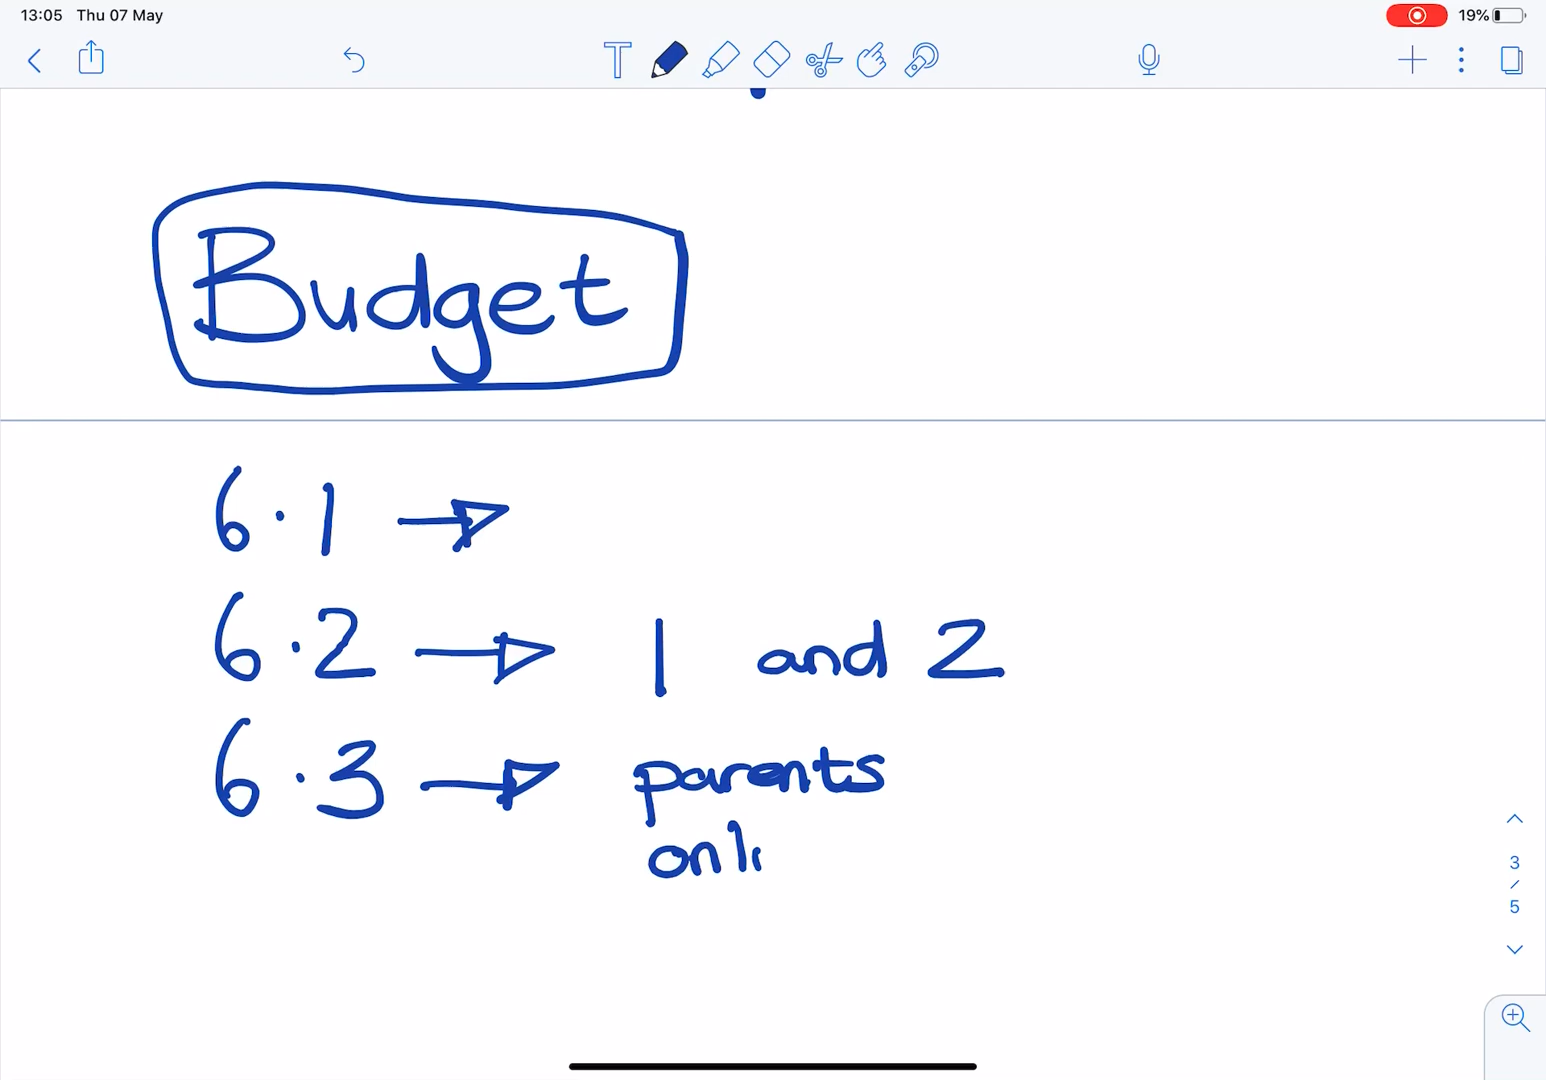 13:05 Thu 07 May 19%
T
Budget
6.1 →
6.2 → 1 and 2
6.3 → parents
3
/
5